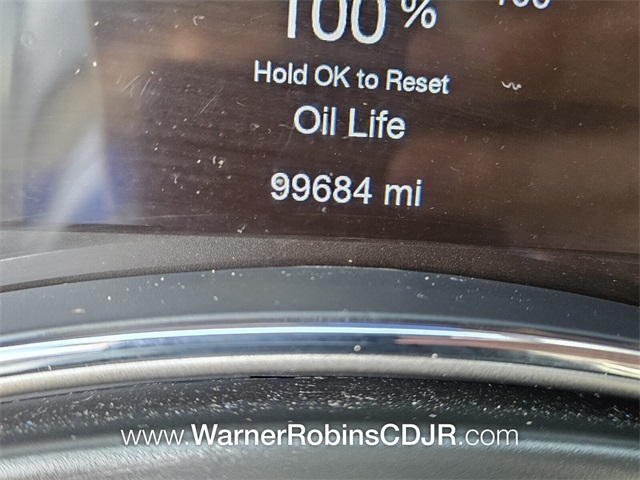 100%
Hold OK to Reset
Oil Life
99684 mi
www.WarnerRobinsCDJR.com